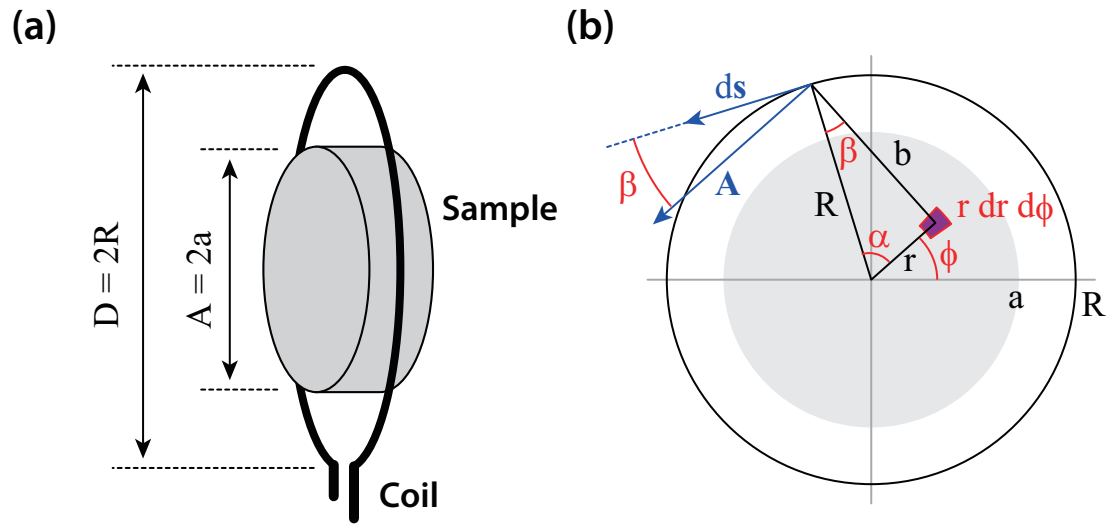 (a)
D = 2R
A = 2a
Sample
Coil
(b)
ds
β
A
β
b
R
r dr dϕ
α
r
ϕ
a
R